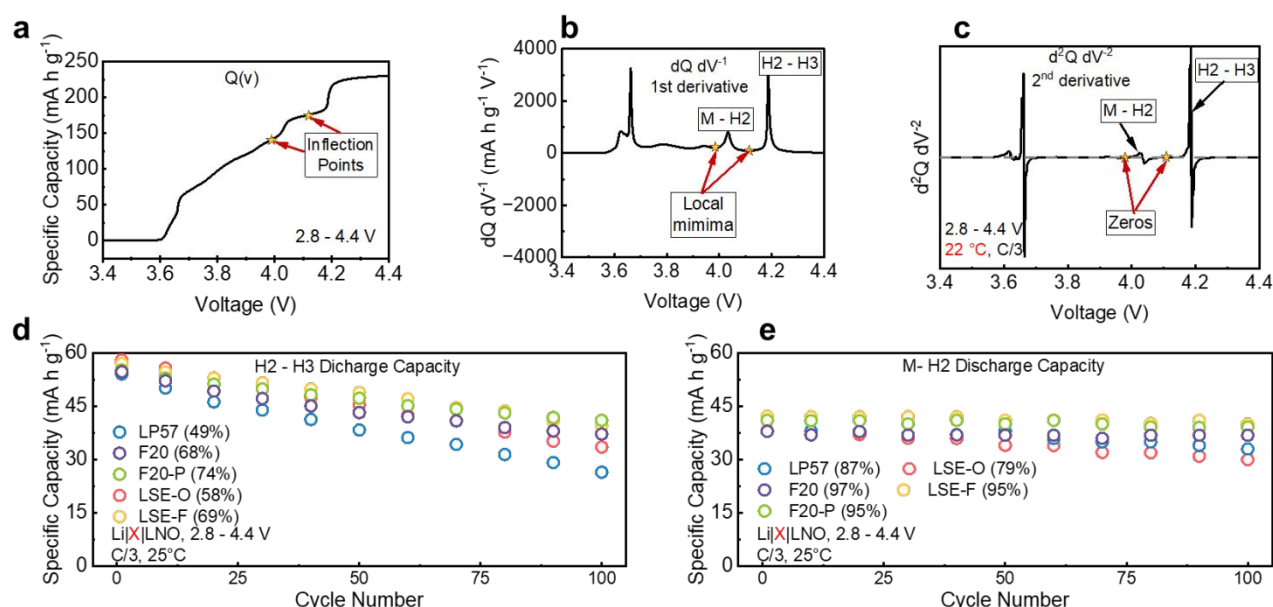 a
Specific Capacity (mA h g-1)
250
200
150
100
50
0
Q(v)
Inflection
Points
2.8 - 4.4 V
3.4 3.6 3.8 4.0 4.2 4.4
Voltage (V)
b
dQ dV-1 (mA h g-1 V-1)
4000
2000
0
−2000
−4000
dQ dV-1
1st derivative
H2 - H3
M - H2
Local
mimima
3.4 3.6 3.8 4.0 4.2 4.4
Voltage (V)
c
d2Q dV-2
d2Q dV-2
2nd derivative
H2 - H3
M - H2
Zeros
2.8 - 4.4 V
22 °C, C/3
3.4 3.6 3.8 4.0 4.2 4.4
Voltage (V)
d
Specific Capacity (mA h g-1)
60
45
30
15
0
H2 - H3 Dicharge Capacity
LP57 (49%)
F20 (68%)
F20-P (74%)
LSE-O (58%)
LSE-F (69%)
Li|X|LNO, 2.8 - 4.4 V
C/3, 25°C
0 25 50 75 100
Cycle Number
e
Specific Capacity (mA h g-1)
60
45
30
15
0
M- H2 Discharge Capacity
LP57 (87%) LSE-O (79%)
F20 (97%) LSE-F (95%)
F20-P (95%)
Li|X|LNO, 2.8 - 4.4 V
C/3, 25°C
0 25 50 75 100
Cycle Number